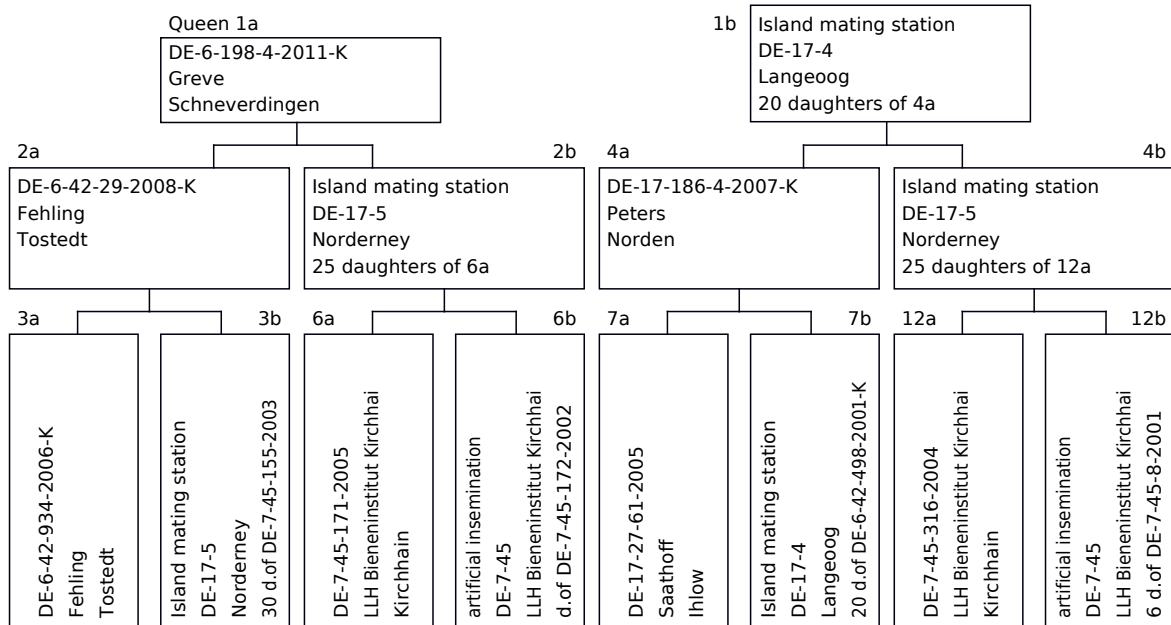 Queen 1a
DE-6-198-4-2011-K
Greve
Schneverdingen
1b
Island mating station
DE-17-4
Langeoog
20 daughters of 4a
2a
DE-6-42-29-2008-K
Fehling
Tostedt
2b
Island mating station
DE-17-5
Norderney
25 daughters of 6a
4a
DE-17-186-4-2007-K
Peters
Norden
4b
Island mating station
DE-17-5
Norderney
25 daughters of 12a
3a
DE-6-42-934-2006-K
Fehling
Tostedt
3b
Island mating station
DE-17-5
Norderney
30 d.of DE-7-45-155-2003
6a
DE-7-45-171-2005
LLH Bieneninstitut Kirchhai
Kirchhain
6b
artificial insemination
DE-7-45
LLH Bieneninstitut Kirchhai
d.of DE-7-45-172-2002
7a
DE-17-27-61-2005
Saathoff
Ihlow
7b
Island mating station
DE-17-4
Langeoog
20 d.of DE-6-42-498-2001-K
12a
DE-7-45-316-2004
LLH Bieneninstitut Kirchhai
Kirchhain
12b
artificial insemination
DE-7-45
LLH Bieneninstitut Kirchhai
6 d.of DE-7-45-8-2001